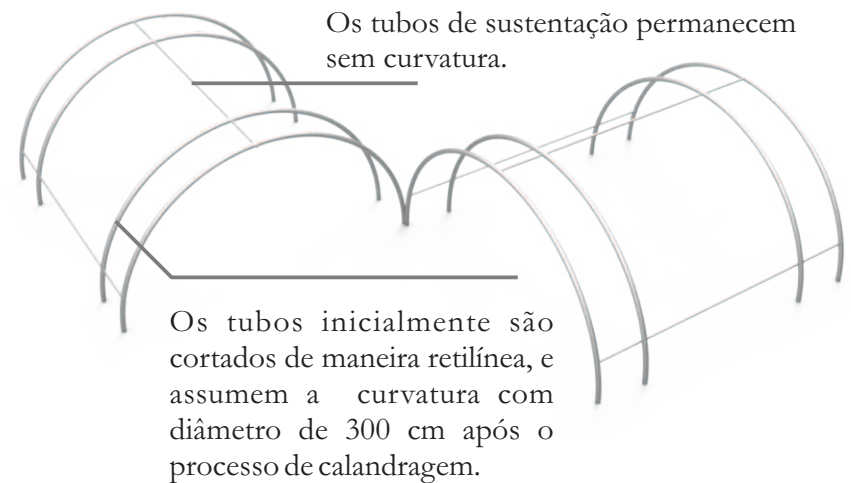 Os tubos de sustentação permanecem
sem curvatura.
Os tubos inicialmente são
cortados de maneira retilínea, e
assumem a curvatura com
diâmetro de 300 cm após o
processo de calandragem.